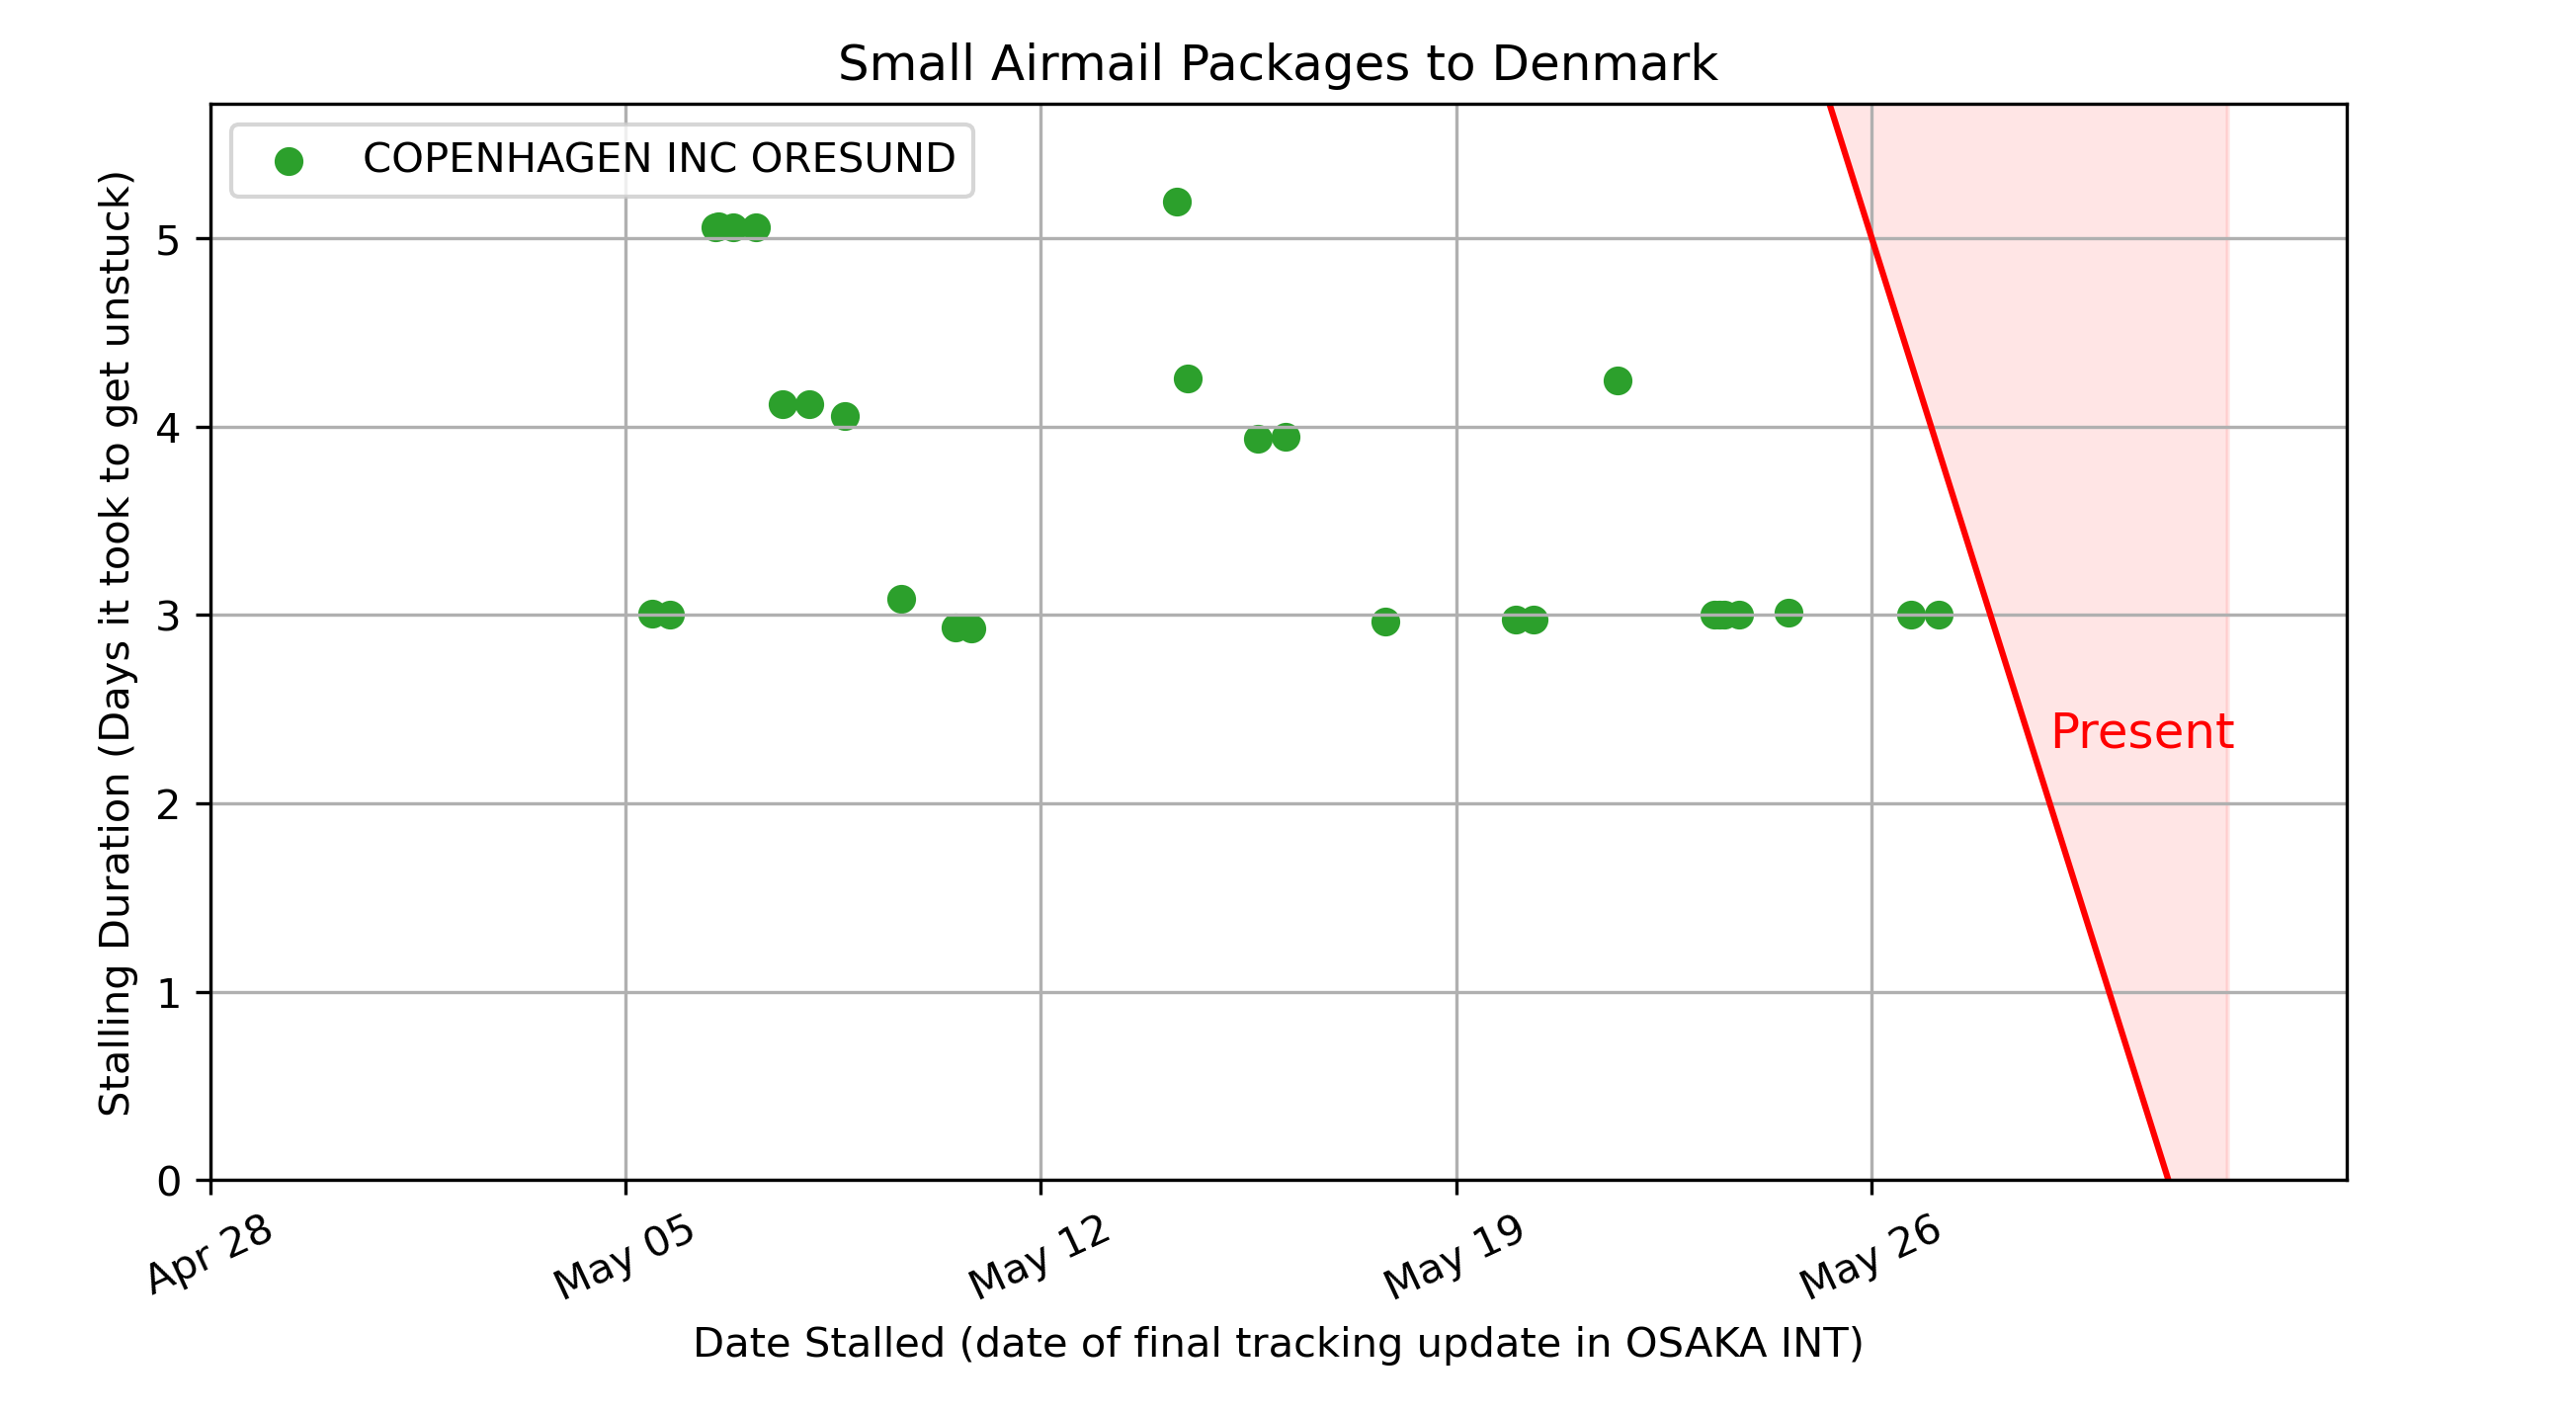 Small Airmail Packages to Denmark
COPENHAGEN INC ORESUND
Stalling Duration (Days it took to get unstuck)
5
4
3
2
1
0
Present
Apr 28
May 05
May 12
May 19
May 26
Date Stalled (date of final tracking update in OSAKA INT)